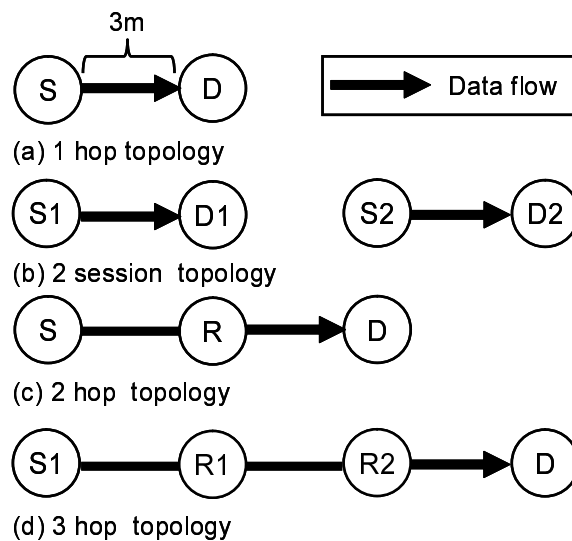 3m
S D Data flow
(a) 1 hop topology
S1 D1 S2 D2
(b) 2 session topology
S R D
(c) 2 hop topology
S1 R1 R2 D
(d) 3 hop topology